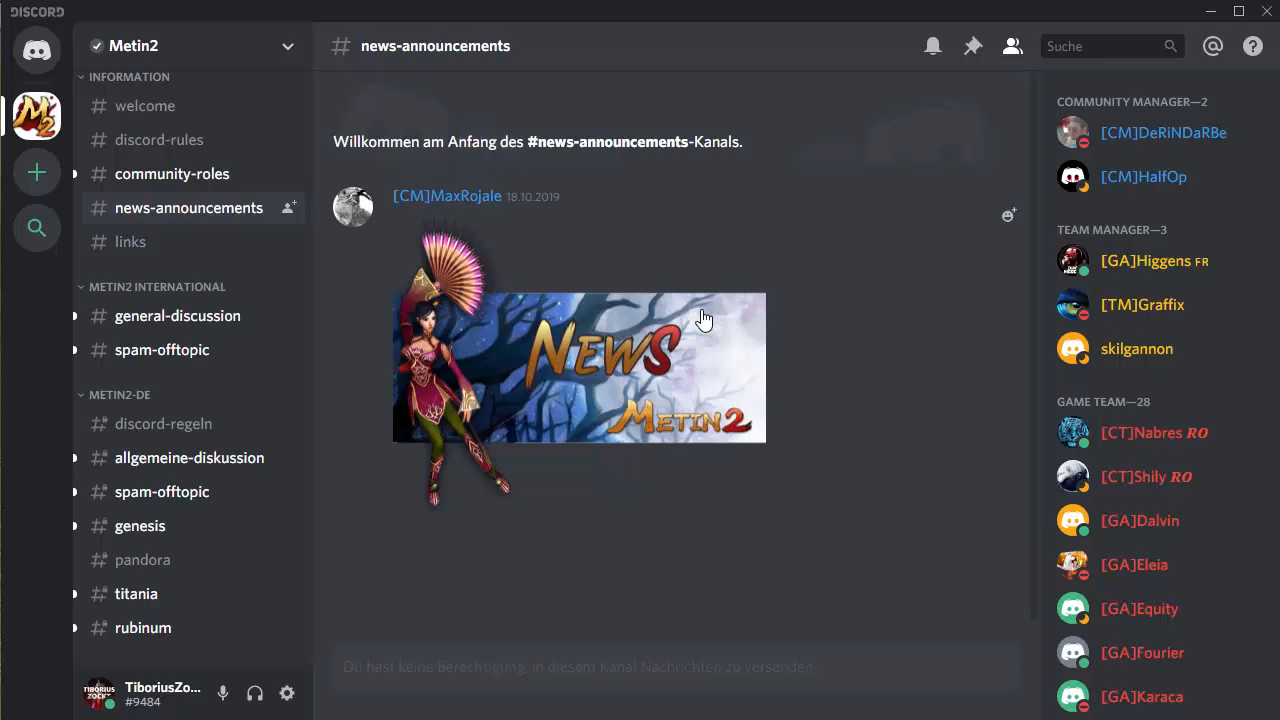 DISCORD
Metin2
INFORMATION
welcome
discord-rules
community-roles
news-announcements
links
METIN2 INTERNATIONAL
general-discussion
spam-offtopic
METIN2-DE
discord-regeln
allgemeine-diskussion
spam-offtopic
genesis
pandora
titania
rubinum
TiboriusZo...
#9484
TIBORIUS
ZOCKT
# news-announcements
Suche
Willkommen am Anfang des #news-announcements-Kanals.
[CM]MaxRojale 18.10.2019
NEWS
METIN2
Du hast keine Berechtigung, in diesem Kanal Nachrichten zu versenden.
COMMUNITY MANAGER—2
[CM]DeRiNDaRBe
[CM]HalfOp
TEAM MANAGER—3
[GA]Higgens FR
[TM]Graffix
skilgannon
GAME TEAM—28
[CT]Nabres RO
[CT]Shily RO
[GA]Dalvin
[GA]Eleia
[GA]Equity
[GA]Fourier
[GA]Karaca